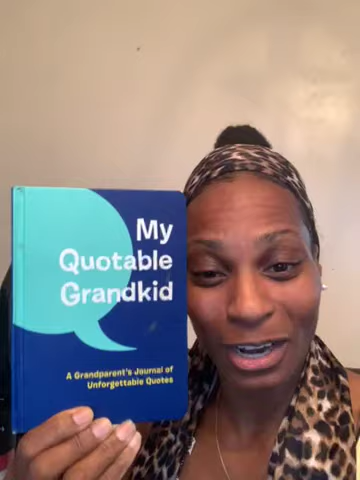 My
Quotable
Grandkid
A Grandparent's Journal of
Unforgettable Quotes